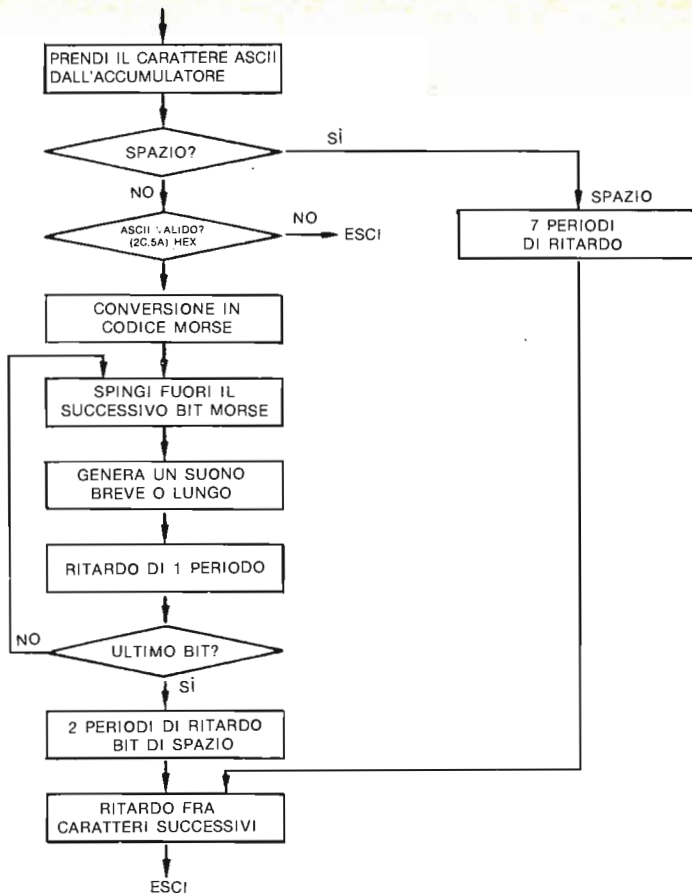 PRENDI IL CARATTERE ASCII
DALL'ACCUMULATORE
SPAZIO?
SÌ
NO
SPAZIO
7 PERIODI
DI RITARDO
ASCII VALIDO?
(2C.5A) HEX
NO
ESCI
CONVERSIONE IN
CODICE MORSE
SPINGI FUORI IL
SUCCESSIVO BIT MORSE
GENERA UN SUONO
BREVE O LUNGO
RITARDO DI 1 PERIODO
NO
ULTIMO BIT?
SÌ
2 PERIODI DI RITARDO
BIT DI SPAZIO
RITARDO FRA
CARATTERI SUCCESSIVI
ESCI